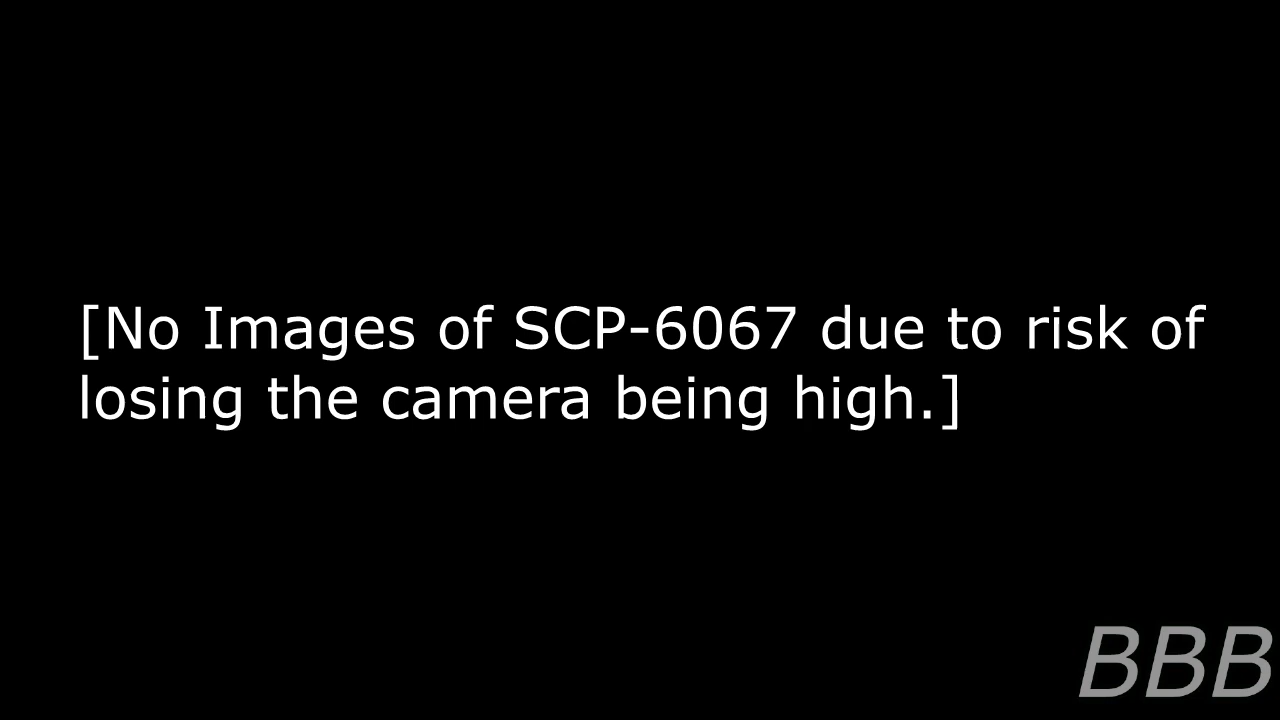 [No Images of SCP-6067 due to risk of
losing the camera being high.]
BBB